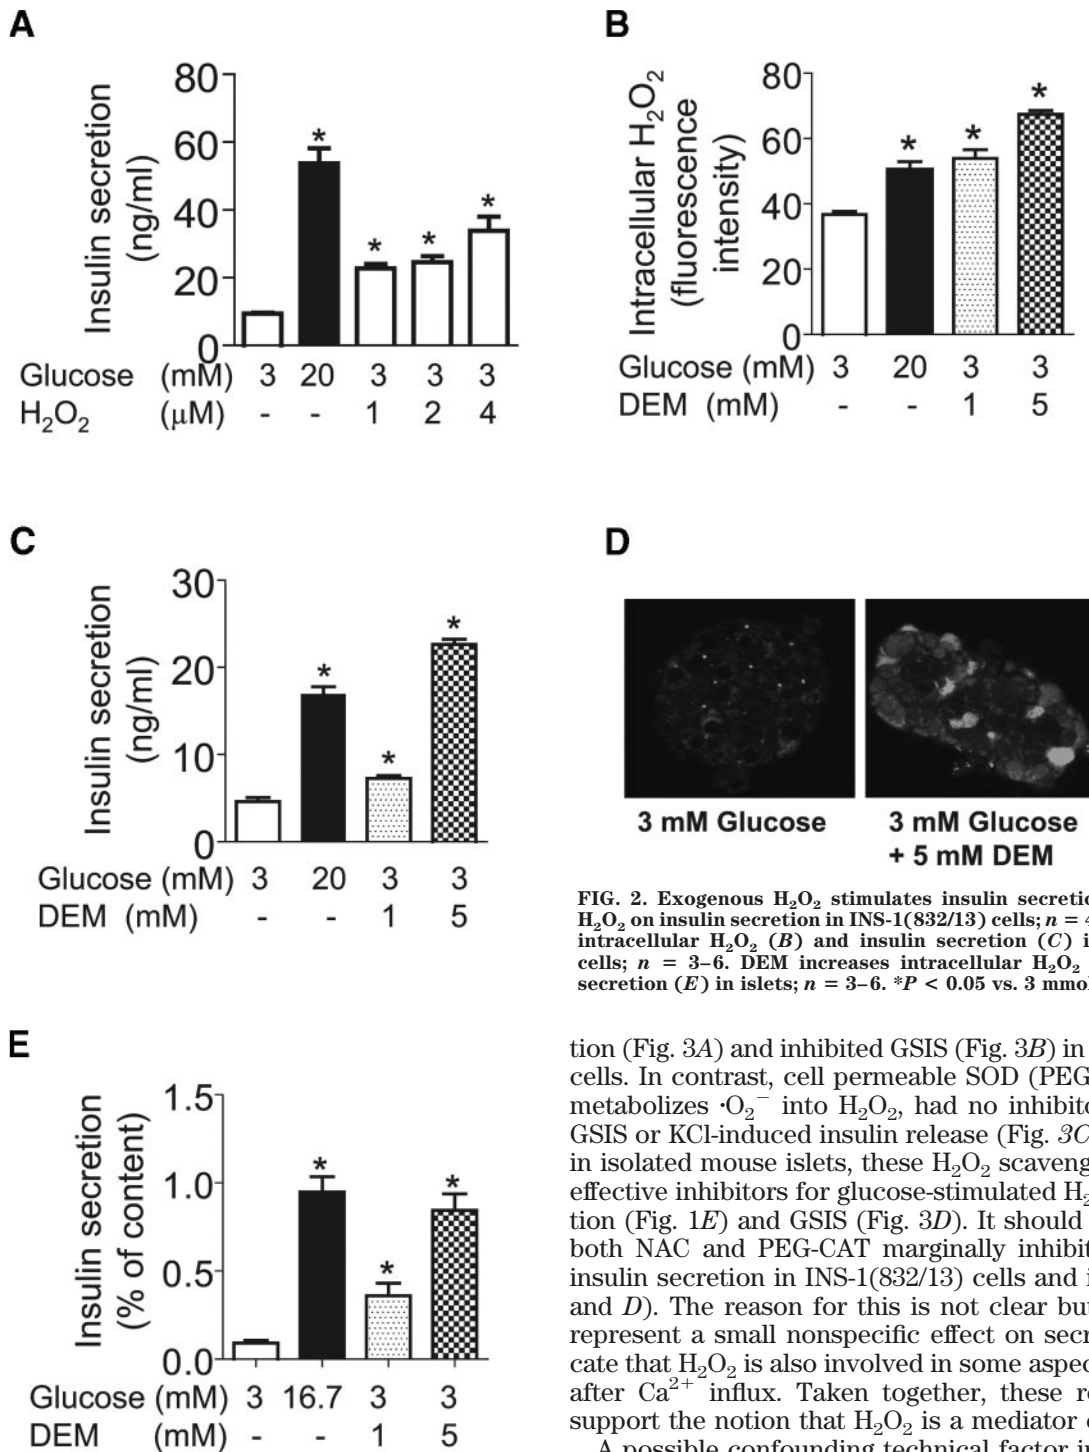 A
Insulin secretion
(ng/ml)
80
60
40
20
0
*
*
*
*
Glucose (mM) 3 20 3 3 3
H₂O₂ (μM) - - 1 2 4
B
Intracellular H₂O₂
(fluorescence
intensity)
80
60
40
20
0
*
*
*
Glucose (mM) 3 20 3 3
DEM (mM) - - 1 5
C
Insulin secretion
(ng/ml)
30
20
10
0
*
*
*
Glucose (mM) 3 20 3 3
DEM (mM) - - 1 5
D
3 mM Glucose
3 mM Glucose
+ 5 mM DEM
FIG. 2. Exogenous H₂O₂ stimulates insulin secretio
H₂O₂ on insulin secretion in INS-1(832/13) cells; n = 4
intracellular H₂O₂ (B) and insulin secretion (C) i
cells; n = 3–6. DEM increases intracellular H₂O₂
secretion (E) in islets; n = 3–6. *P < 0.05 vs. 3 mmol
E
Insulin secretion
(% of content)
1.5
1.0
0.5
0.0
*
*
*
Glucose (mM) 3 16.7 3 3
DEM (mM) - - 1 5
tion (Fig. 3A) and inhibited GSIS (Fig. 3B) in
cells. In contrast, cell permeable SOD (PEG-
metabolizes ·O₂⁻ into H₂O₂, had no inhibito
GSIS or KCl-induced insulin release (Fig. 3C
in isolated mouse islets, these H₂O₂ scaveng
effective inhibitors for glucose-stimulated H₂
tion (Fig. 1E) and GSIS (Fig. 3D). It should
both NAC and PEG-CAT marginally inhibit
insulin secretion in INS-1(832/13) cells and i
and D). The reason for this is not clear but
represent a small nonspecific effect on secr
cate that H₂O₂ is also involved in some aspec
after Ca²⁺ influx. Taken together, these r
support the notion that H₂O₂ is a mediator
A possible confounding technical factor i